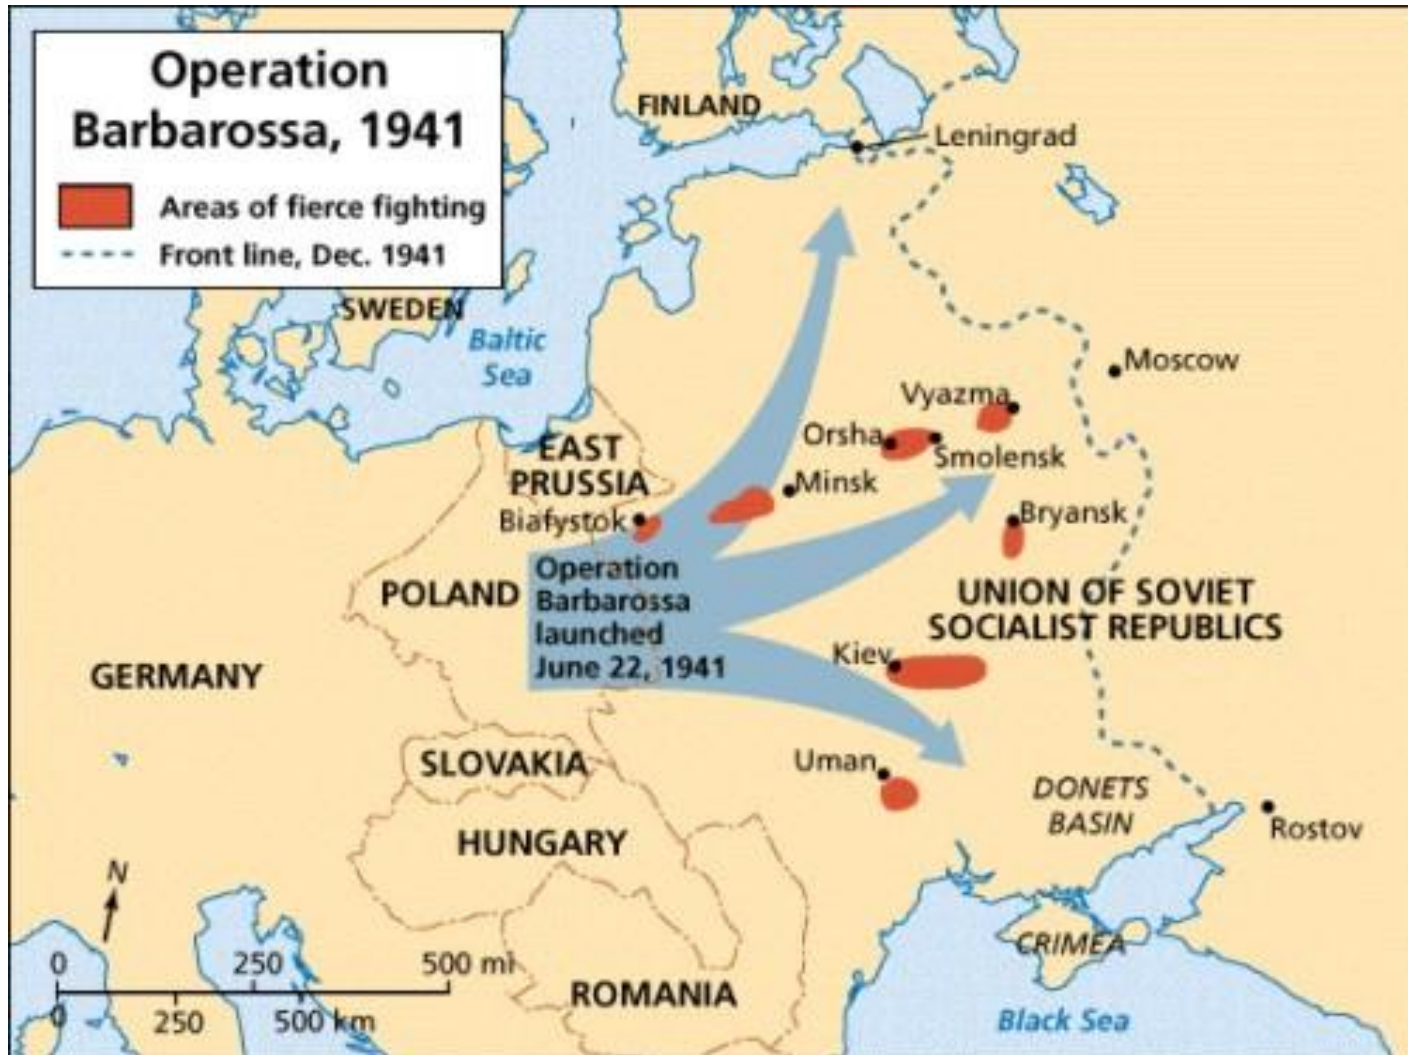 Operation
Barbarossa, 1941
Areas of fierce fighting
Front line, Dec. 1941
FINLAND
Leningrad
SWEDEN
Baltic
Sea
Moscow
Vyazma
Orsha
Smolensk
EAST
PRUSSIA
Minsk
Białystok
Bryansk
Operation
Barbarossa
launched
June 22, 1941
POLAND
UNION OF SOVIET
SOCIALIST REPUBLICS
Kiev
GERMANY
SLOVAKIA
Uman
DONETS
BASIN
Rostov
HUNGARY
N
CRIMEA
0 250 500 mi
0 250 500 km
ROMANIA
Black Sea